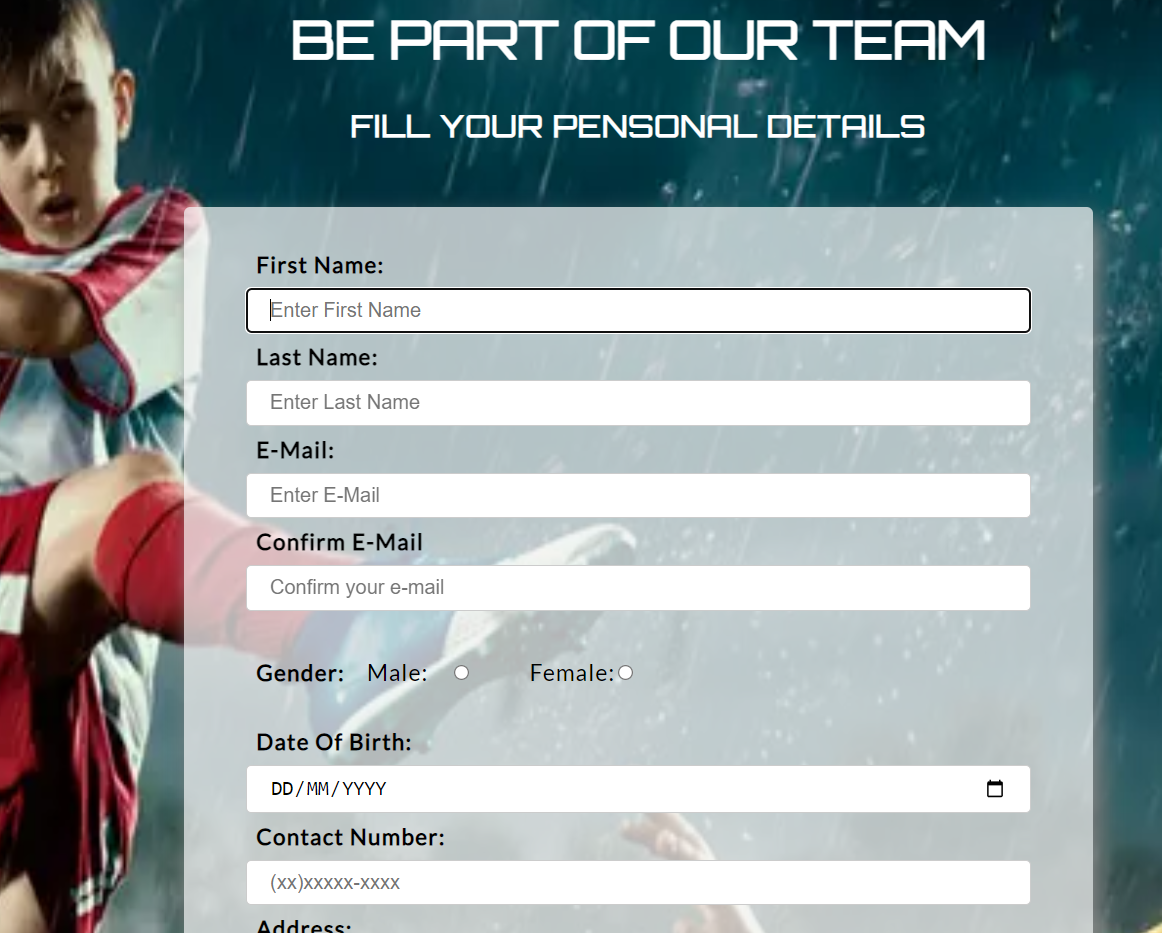 BE PART OF OUR TEAM
FILL YOUR PENSONAL DETAILS
First Name:
Enter First Name
Last Name:
Enter Last Name
E-Mail:
Enter E-Mail
Confirm E-Mail
Confirm your e-mail
Gender: Male: Female:
Date Of Birth:
DD/MM/YYYY
Contact Number:
(xx)xxxxx-xxxx
Address: